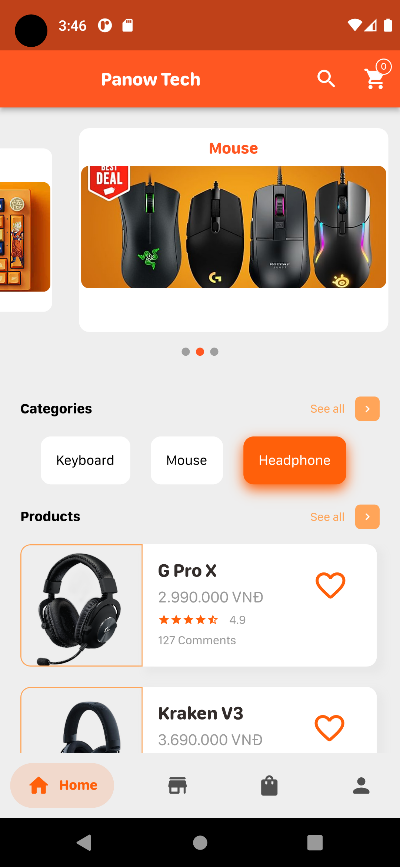 3:46
Panow Tech
0
Mouse
BEST
DEAL
Categories
See all
Keyboard
Mouse
Headphone
Products
See all
G Pro X
2.990.000 VNĐ
4.9
127 Comments
Kraken V3
3.690.000 VNĐ
Home